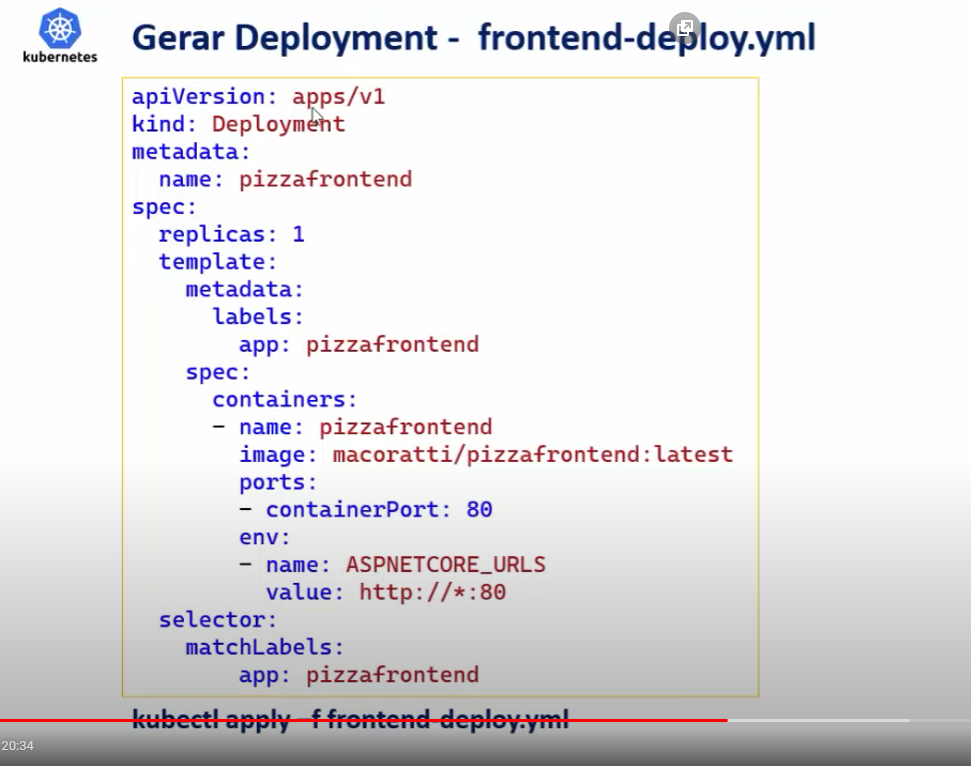 kubernetes
Gerar Deployment - frontend-deploy.yml
apiVersion: apps/v1
kind: Deployment
metadata:
  name: pizzafrontend
spec:
  replicas: 1
  template:
    metadata:
      labels:
        app: pizzafrontend
    spec:
      containers:
      - name: pizzafrontend
        image: macoratti/pizzafrontend:latest
        ports:
        - containerPort: 80
        env:
        - name: ASPNETCORE_URLS
          value: http://*:80
  selector:
    matchLabels:
        app: pizzafrontend
kubectl apply –f frontend-deploy.yml
20:34